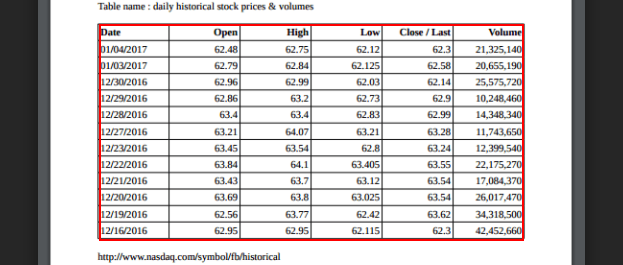 Table name : daily historical stock prices & volumes
Date Open High Low Close / Last Volume
01/04/2017 62.48 62.75 62.12 62.3 21,325,140
01/03/2017 62.79 62.84 62.125 62.58 20,655,190
12/30/2016 62.96 62.99 62.03 62.14 25,575,720
12/29/2016 62.86 63.2 62.73 62.9 10,248,460
12/28/2016 63.4 63.4 62.83 62.99 14,348,340
12/27/2016 63.21 64.07 63.21 63.28 11,743,650
12/23/2016 63.45 63.54 62.8 63.24 12,399,540
12/22/2016 63.84 64.1 63.405 63.55 22,175,270
12/21/2016 63.43 63.7 63.12 63.54 17,084,370
12/20/2016 63.69 63.8 63.025 63.54 26,017,470
12/19/2016 62.56 63.77 62.42 63.62 34,318,500
12/16/2016 62.95 62.95 62.115 62.3 42,452,660
http://www.nasdaq.com/symbol/fb/historical